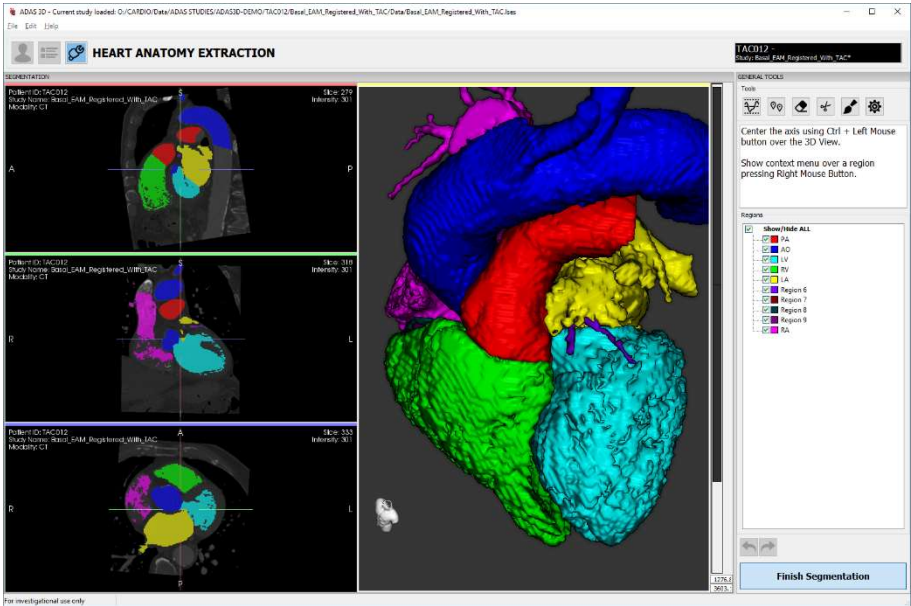 ADAS 3D - Current study loaded: O:/CARDIO/Data/ADAS STUDIES/ADAS3D-DEMO/TAC012/Basal_EAM_Registered_With_TAC/Data/Basal_EAM_Registered_With_TAC.lses
File Edit Help
HEART ANATOMY EXTRACTION
TAC012 -
Study: Basal_EAM_Registered_With_TAC*
SEGMENTATION
Patient ID: TAC012
Study Name: Basal_EAM_Registered_With_TAC
Modality: CT
S
Slice: 279
Intensity: 301
A
P
Patient ID: TAC012
Study Name: Basal_EAM_Registered_With_TAC
Modality: CT
S
Slice: 318
Intensity: 301
R
L
Patient ID: TAC012
Study Name: Basal_EAM_Registered_With_TAC
Modality: CT
A
Slice: 333
Intensity: 301
R
L
P
GENERAL TOOLS
Tools
Center the axis using Ctrl + Left Mouse
button over the 3D View.
Show context menu over a region
pressing Right Mouse Button.
Regions
Show/Hide ALL
PA
AO
LV
RV
LA
Region 6
Region 7
Region 8
Region 9
RA
Finish Segmentation
For investigational use only